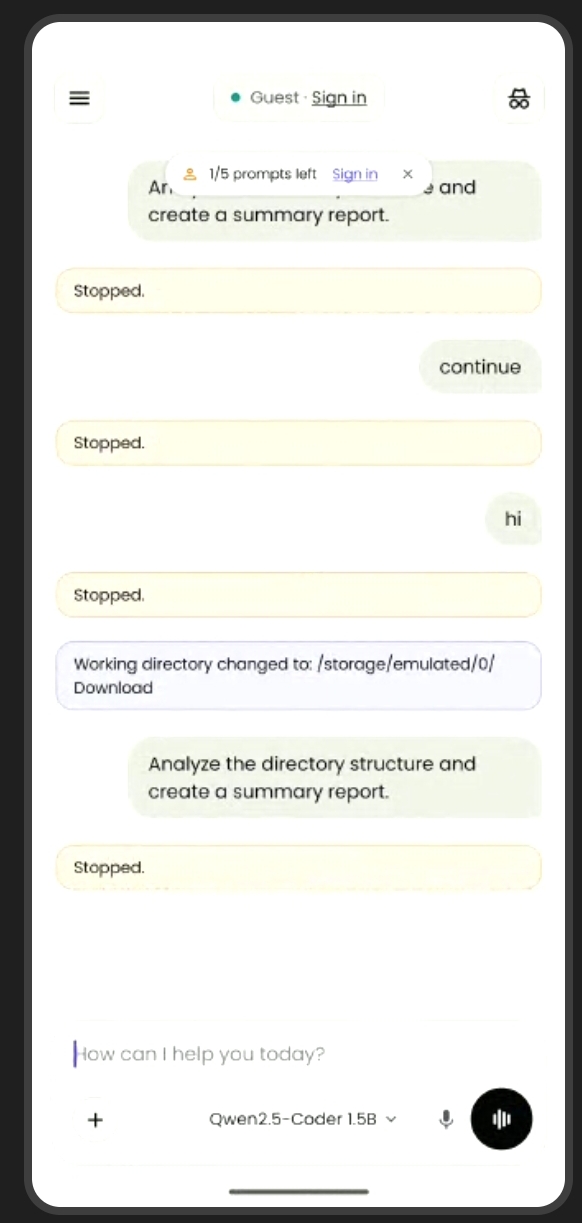 Guest · Sign in
1/5 prompts left Sign in
and
create a summary report.
Stopped.
continue
Stopped.
hi
Stopped.
Working directory changed to: /storage/emulated/0/
Download
Analyze the directory structure and
create a summary report.
Stopped.
How can I help you today?
Qwen2.5-Coder 1.5B